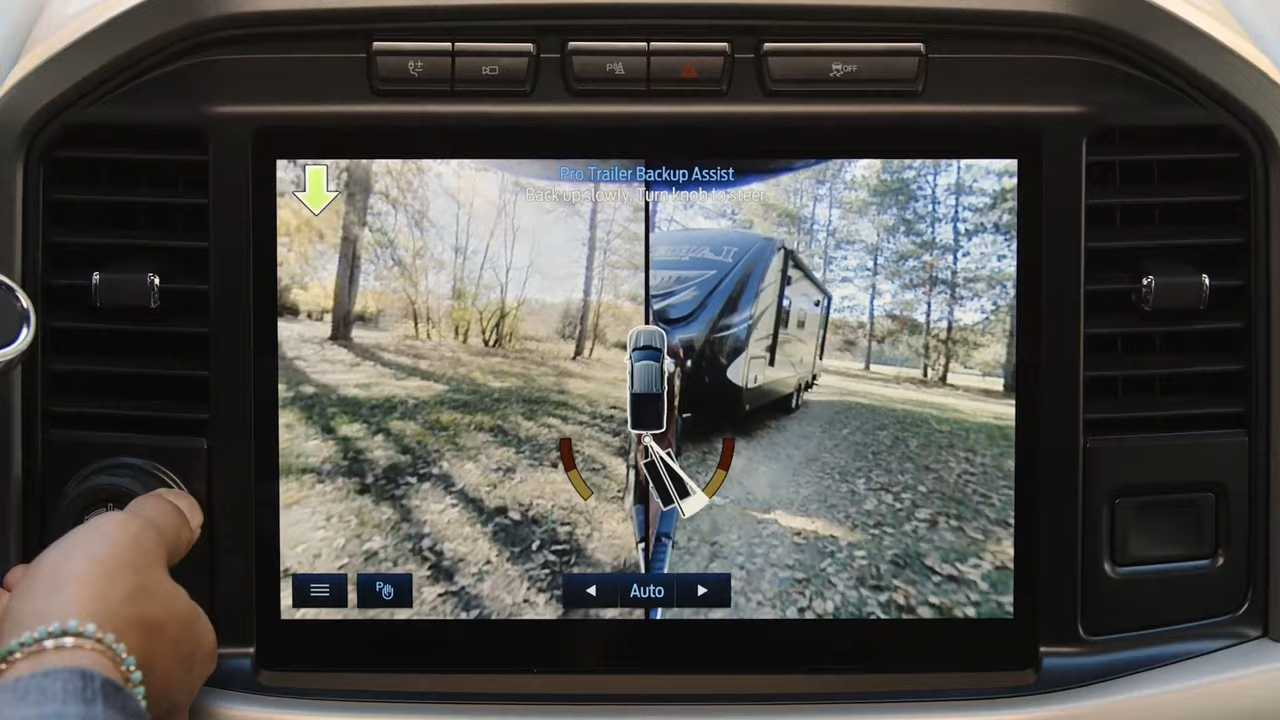 OFF
Pro Trailer Backup Assist
Back up slowly. Turn knob to steer.
P
Auto